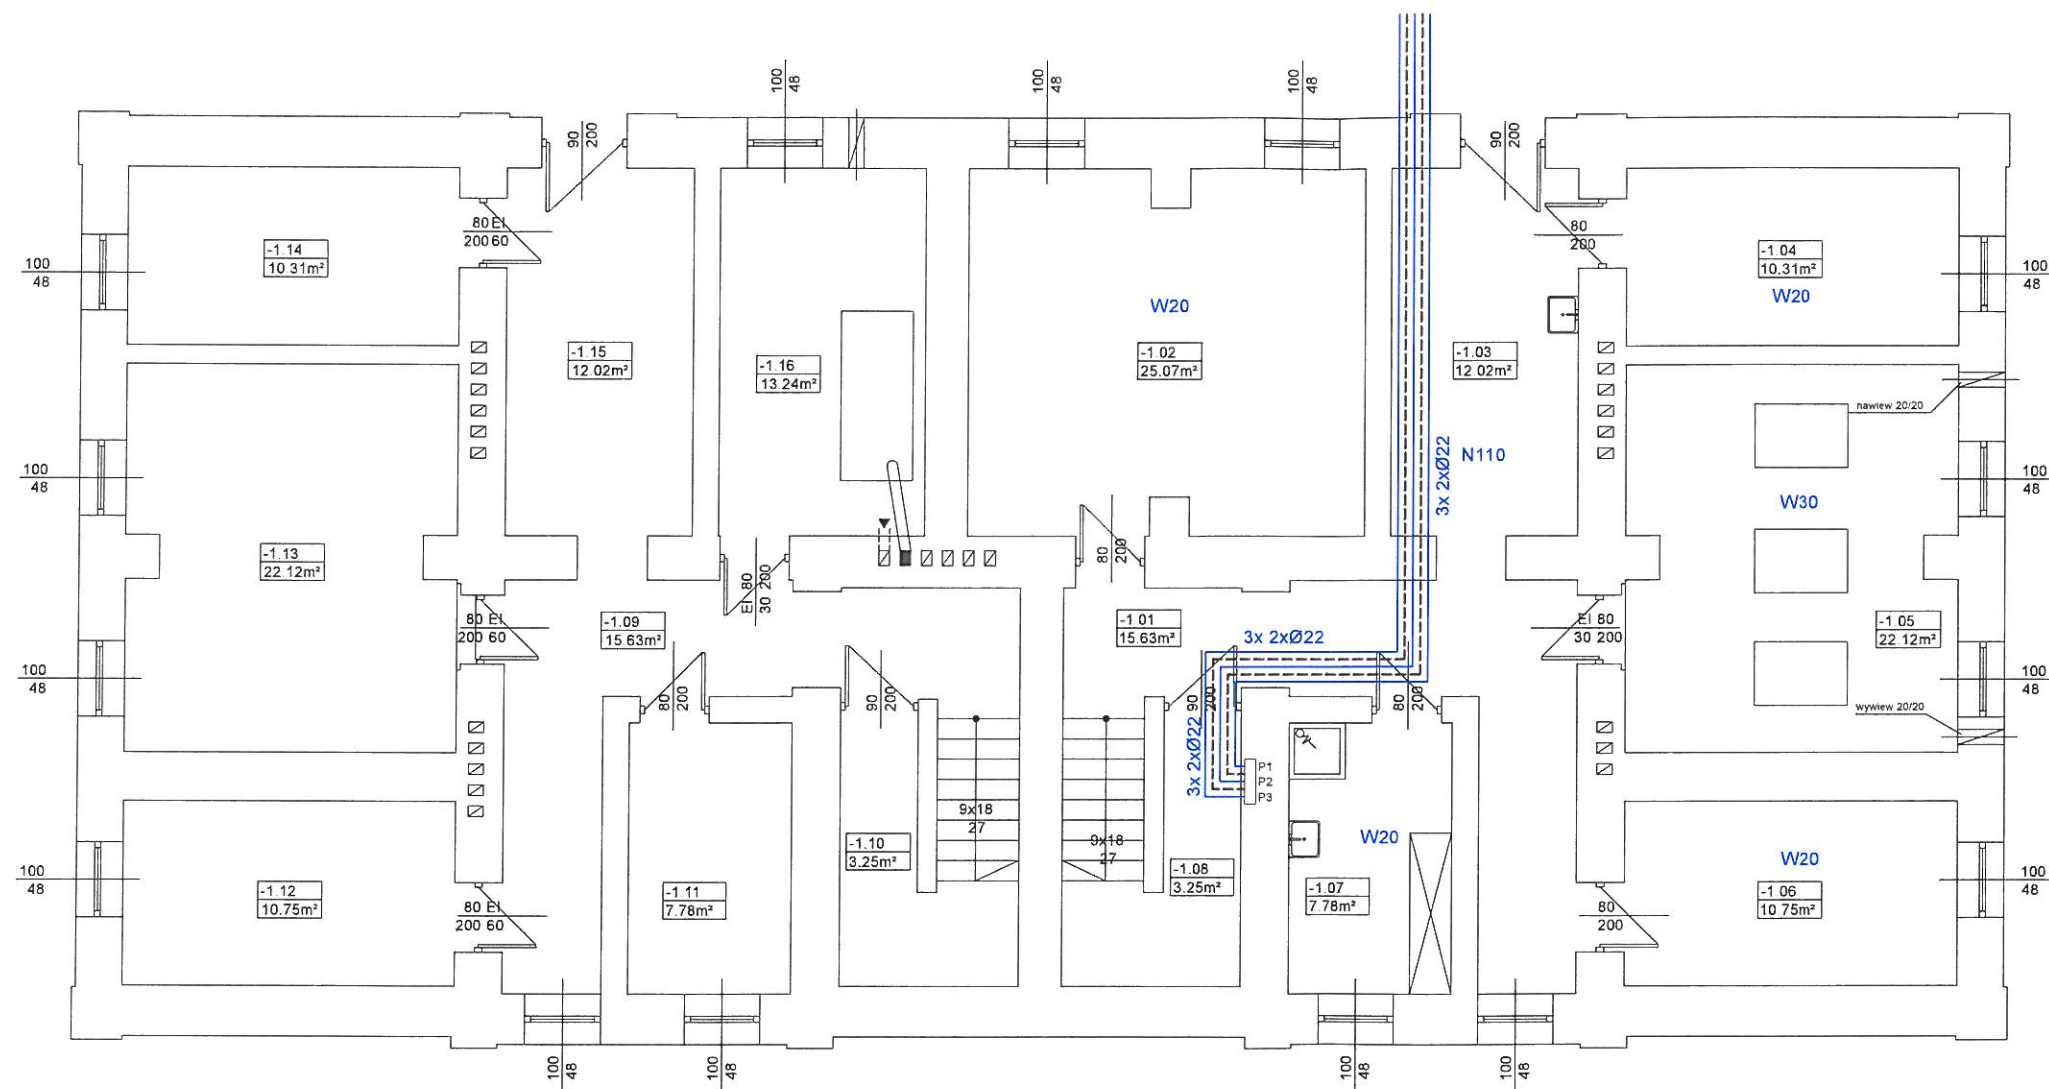 100
48
100
48
100
48
90
200
90
200
80 EI
200 60
80
200
-1.14
10.31m²
-1.04
10.31m²
W20
100
48
100
48
W20
-1.15
12.02m²
-1.16
13.24m²
-1.02
25.07m²
-1.03
12.02m²
nawiew 20/20
3x 2xØ22
N110
W30
100
48
100
48
-1.13
22.12m²
80
200
EI 80
30 200
80 EI
200 60
-1.09
15.63m²
-1.01
15.63m²
3x 2xØ22
EI 80
30 200
-1.05
22.12m²
100
48
100
48
80
200
90
200
90
200
80
200
wywiew 20/20
3x 2xØ22
P1
P2
P3
9x18
27
9x18
27
-1.10
3.25m²
-1.08
3.25m²
W20
W20
100
48
-1.12
10.75m²
-1.11
7.78m²
-1.07
7.78m²
-1.06
10.75m²
100
48
80 EI
200 60
80
200
100
48
100
48
100
48
100
48